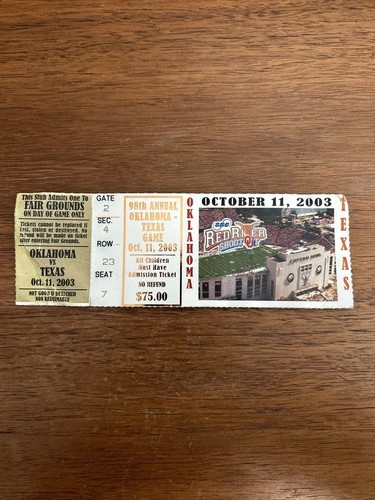 This Stub Admits One To
FAIR GROUNDS
ON DAY OF GAME ONLY
Tickets cannot be replaced if
lost, stolen or destroyed. No
refund will be made on ticket
after entering Fair Grounds.
OKLAHOMA
VS
TEXAS
Oct. 11, 2003
NOT GOOD IF DETACHED
NON REDEEMABLE
GATE
2
SEC.
4
ROW
23
SEAT
7
98th ANNUAL
OKLAHOMA -
TEXAS
GAME
Oct. 11, 2003
All Children
Must Have
Admission Ticket
NO REFUND
$75.00
OKLAHOMA
OCTOBER 11, 2003
RED RIVER
SHOOTOUT
COTTON BOWL
TEXAS